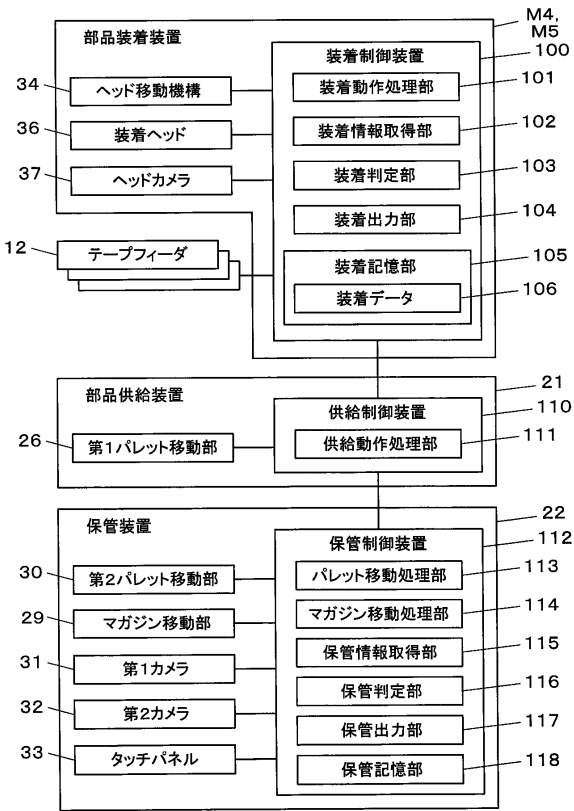 M4,
M5
部品装着装置
装着制御装置
100
34
ヘッド移動機構
装着動作処理部
101
36
装着ヘッド
装着情報取得部
102
37
ヘッドカメラ
装着判定部
103
装着出力部
104
12
テープフィーダ
装着記憶部
105
装着データ
106
部品供給装置
21
供給制御装置
110
26
第1パレット移動部
供給動作処理部
111
保管装置
22
保管制御装置
112
30
第2パレット移動部
パレット移動処理部
113
29
マガジン移動部
マガジン移動処理部
114
31
第1カメラ
保管情報取得部
115
32
第2カメラ
保管判定部
116
33
タッチパネル
保管出力部
117
保管記憶部
118